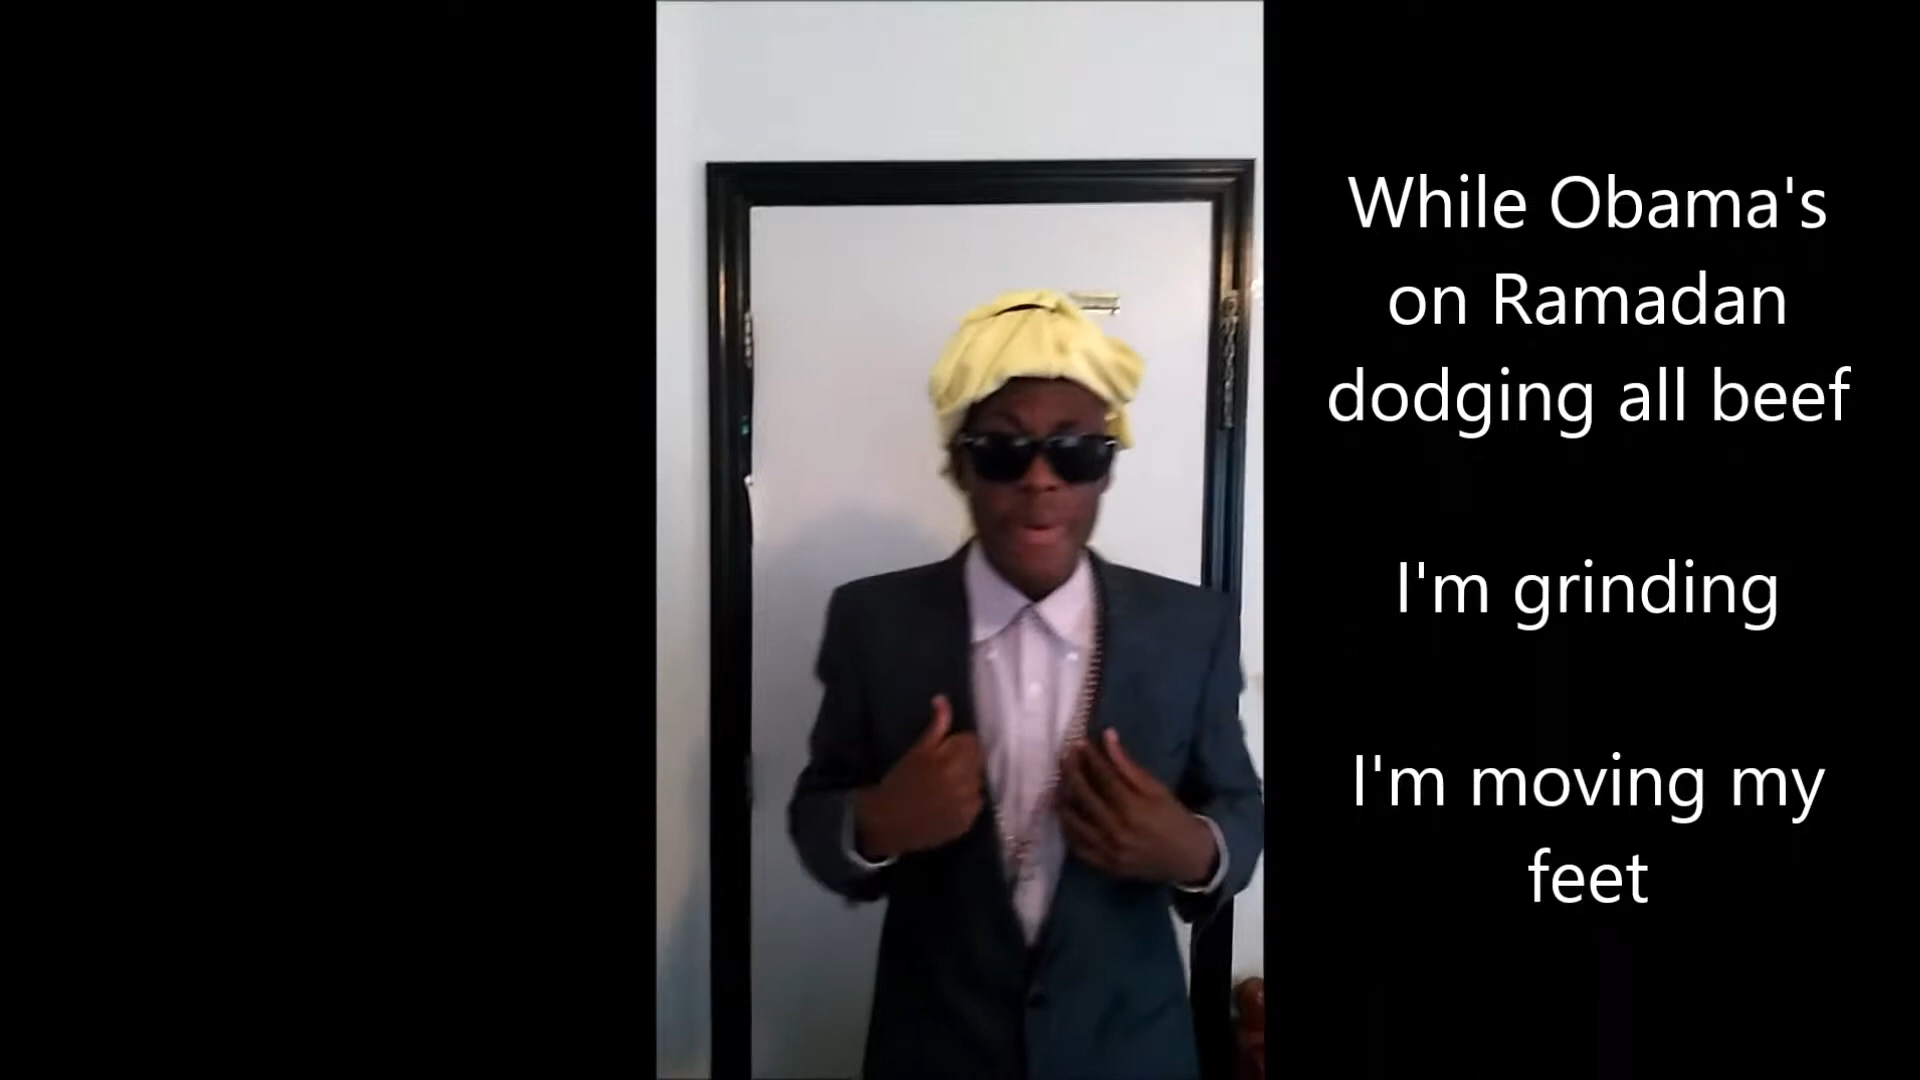 While Obama's
on Ramadan
dodging all beef
I'm grinding
I'm moving my
feet